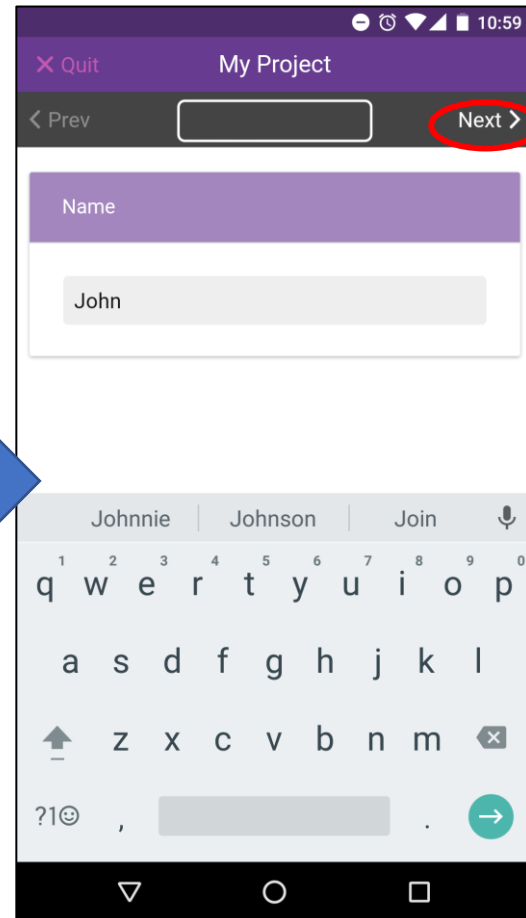 10:59
× Quit My Project
< Prev Next >
Name
John
Johnnie Johnson Join
1 2 3 4 5 6 7 8 9 0
q w e r t y u i o p
a s d f g h j k l
z x c v b n m
?1☺ , .